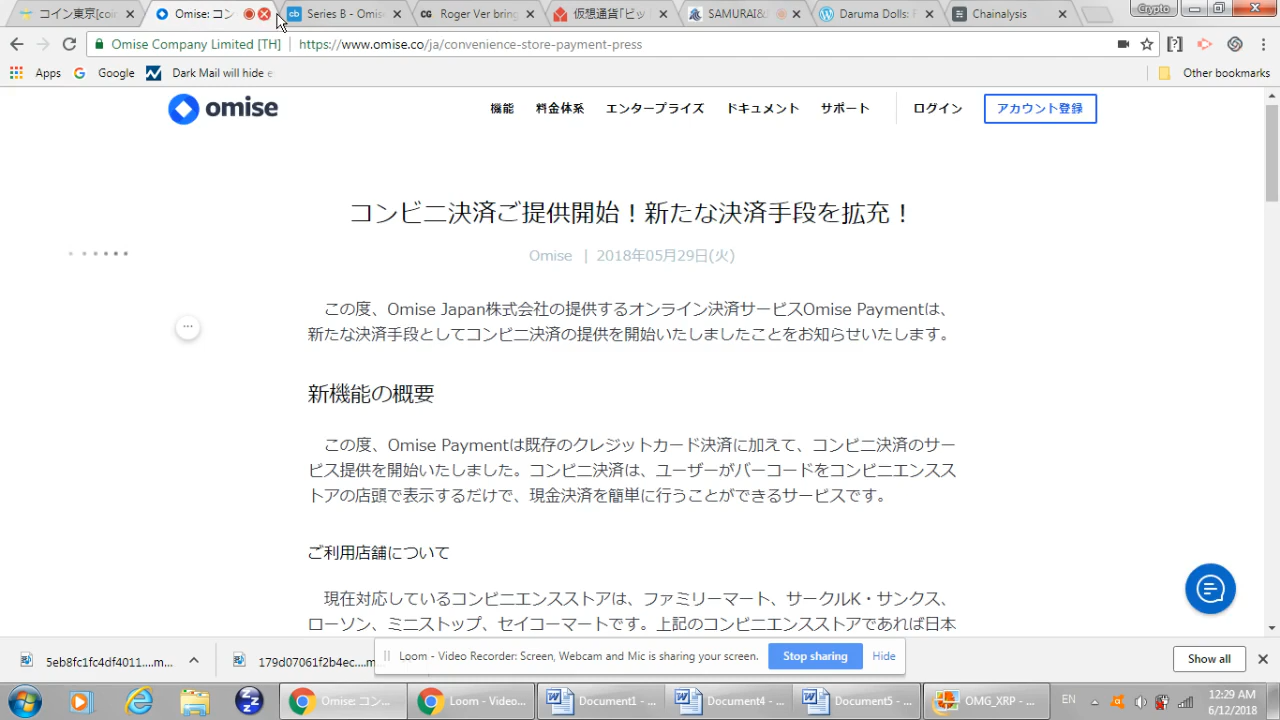 コイン東京[coin
Omise: コン
Series B - Omis
Roger Ver bring
仮想通貨「ビッ
SAMURAI&
Daruma Dolls: F
Chainalysis
Crypto
Omise Company Limited [TH] | https://www.omise.co/ja/convenience-store-payment-press
Apps
Google
Dark Mail will hide e
Other bookmarks
omise
機能 料金体系 エンタープライズ ドキュメント サポート ログイン アカウント登録
コンビニ決済ご提供開始！新たな決済手段を拡充！
Omise | 2018年05月29日(火)
この度、Omise Japan株式会社の提供するオンライン決済サービスOmise Paymentは、
新たな決済手段としてコンビニ決済の提供を開始いたしましたことをお知らせいたします。
新機能の概要
この度、Omise Paymentは既存のクレジットカード決済に加えて、コンビニ決済のサー
ビス提供を開始いたしました。コンビニ決済は、ユーザーがバーコードをコンビニエンスス
トアの店頭で表示するだけで、現金決済を簡単に行うことができるサービスです。
ご利用店舗について
現在対応しているコンビニエンスストアは、ファミリーマート、サークルK・サンクス、
ローソン、ミニストップ、セイコーマートです。上記のコンビニエンスストアであれば日本
5eb8fc1fcb4f4011....m...
179d07061f2b4ec....m
Loom - Video Recorder: Screen, Webcam and Mic is sharing your screen.
Stop sharing
Hide
Show all
Omise: コン...
Loom - Video...
Document1 - ...
Document4 - ...
Document5 - ...
OMG_XRP - ...
EN
12:29 AM
6/12/2018